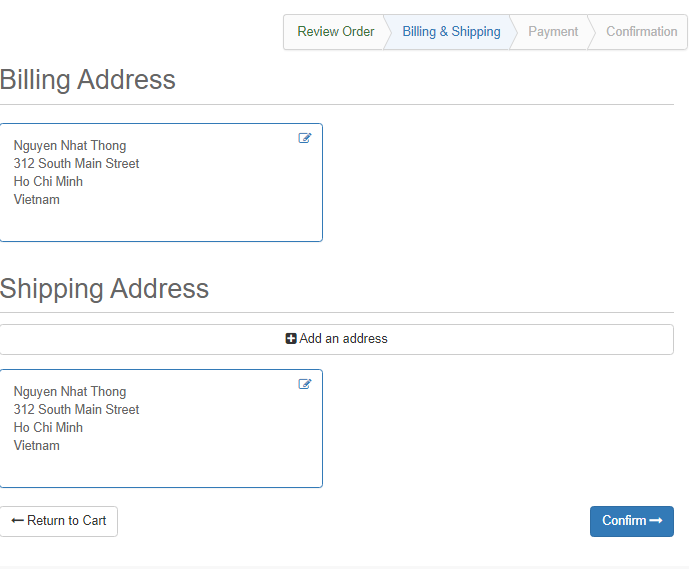 Review Order Billing & Shipping Payment Confirmation
Billing Address
Nguyen Nhat Thong
312 South Main Street
Ho Chi Minh
Vietnam
Shipping Address
Add an address
Nguyen Nhat Thong
312 South Main Street
Ho Chi Minh
Vietnam
Return to Cart Confirm